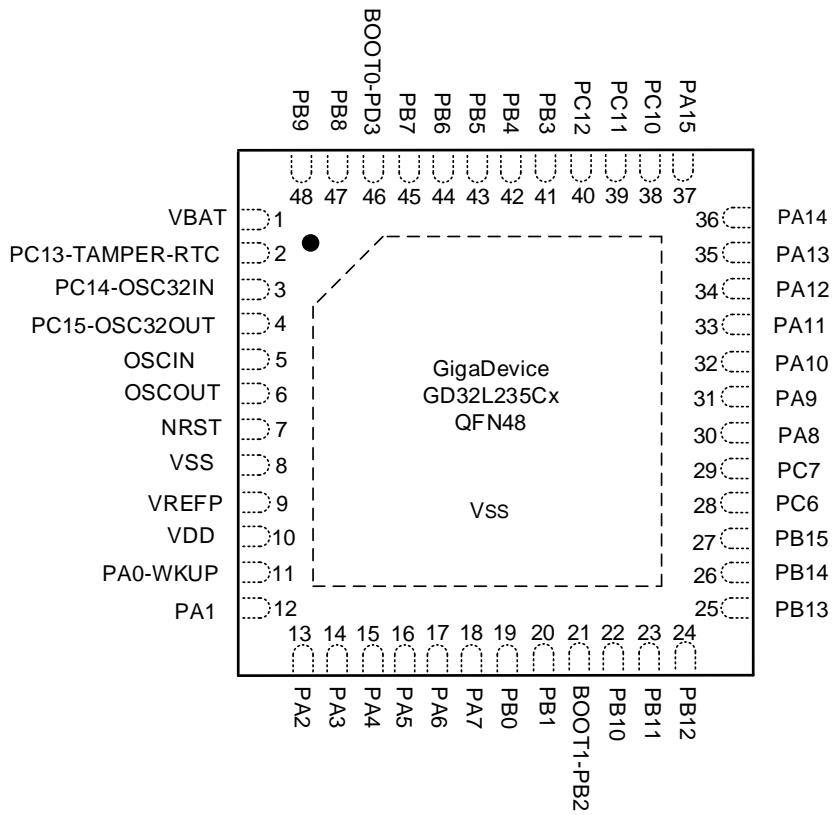 PB9
PB8
BOOT0-PD3
PB7
PB6
PB5
PB4
PB3
PC12
PC11
PC10
PA15
48
47
46
45
44
43
42
41
40
39
38
37
VBAT
1
PC13-TAMPER-RTC
2
PC14-OSC32IN
3
PC15-OSC32OUT
4
OSCIN
5
OSCOUT
6
NRST
7
VSS
8
VREFP
9
VDD
10
PA0-WKUP
11
PA1
12
GigaDevice
GD32L235Cx
QFN48
VSS
36
PA14
35
PA13
34
PA12
33
PA11
32
PA10
31
PA9
30
PA8
29
PC7
28
PC6
27
PB15
26
PB14
25
PB13
13
14
15
16
17
18
19
20
21
22
23
24
PA2
PA3
PA4
PA5
PA6
PA7
PB0
PB1
BOOT1-PB2
PB10
PB11
PB12